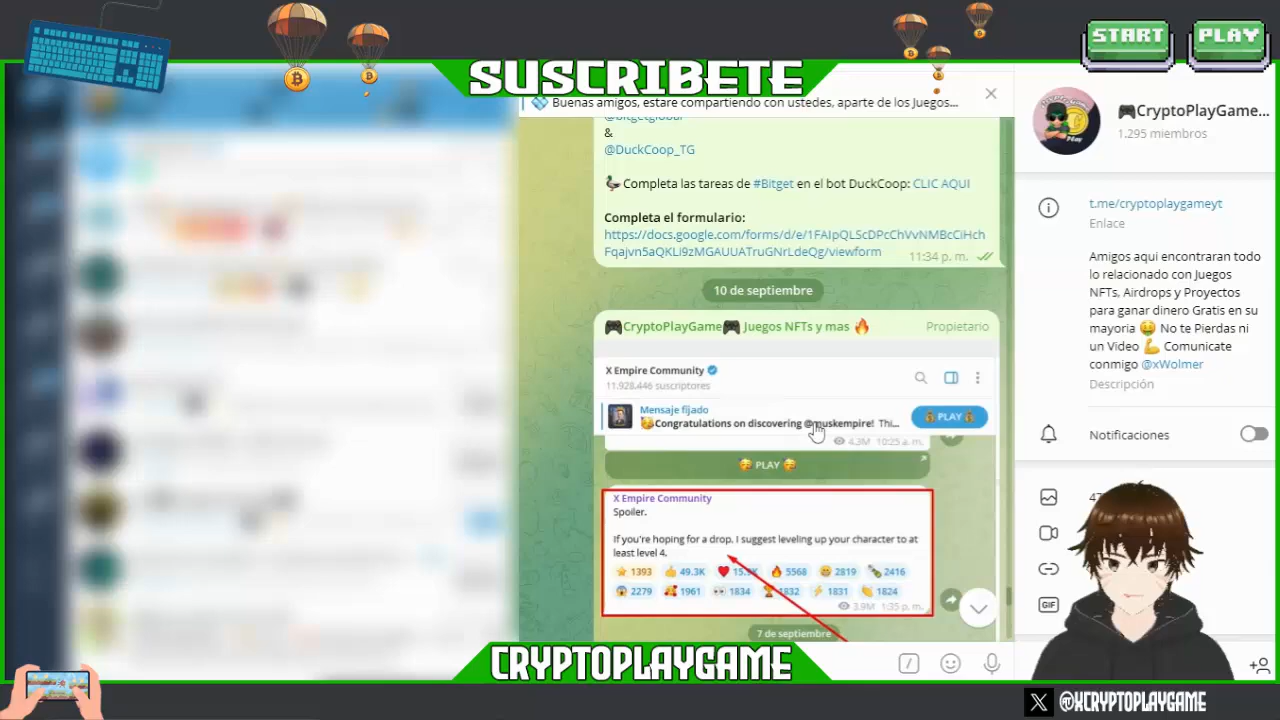 START
PLAY
SUSCRIBETE
Buenas amigos, estare compartiendo con ustedes, aparte de los Juegos...
@bitgetglobal
&
@DuckCoop_TG
🦆Completa las tareas de #Bitget en el bot DuckCoop: CLIC AQUI
Completa el formulario:
https://docs.google.com/forms/d/e/1FAIpQLScDPcChVvNMBcCiHch
Fqajvn5aQKLi9zMGAUUATruGNrLdeQg/viewform
11:34 p. m.
10 de septiembre
🎮CryptoPlayGame🎮 Juegos NFTs y mas 🔥
Propietario
X Empire Community
11.928.446 suscriptores
Mensaje fijado
🥳Congratulations on discovering @muskempire! Thi...
💰PLAY💰
4.3M 10:25 a. m.
🥳 PLAY 🥳
X Empire Community
Spoiler.
If you're hoping for a drop, I suggest leveling up your character to at
least level 4.
⭐ 1393 👍 49.3K ❤ 🔥 5568 😁 2819 🍾 2416
😱 2279 🥰 1961 👀 1834 🏆 1832 ⚡ 1831 👏 1824
3.9M 1:35 p. m.
7 de septiembre
🎮CryptoPlayGame...
1.295 miembros
t.me/cryptoplaygameyt
Enlace
Amigos aqui encontraran todo
lo relacionado con Juegos
NFTs, Airdrops y Proyectos
para ganar dinero Gratis en su
mayoria 🤑 No te Pierdas ni
un Video 💪 Comunicate
conmigo @xWolmer
Descripción
Notificaciones
GIF
CRYPTOPLAYGAME
@XCRYPTOPLAYGAME